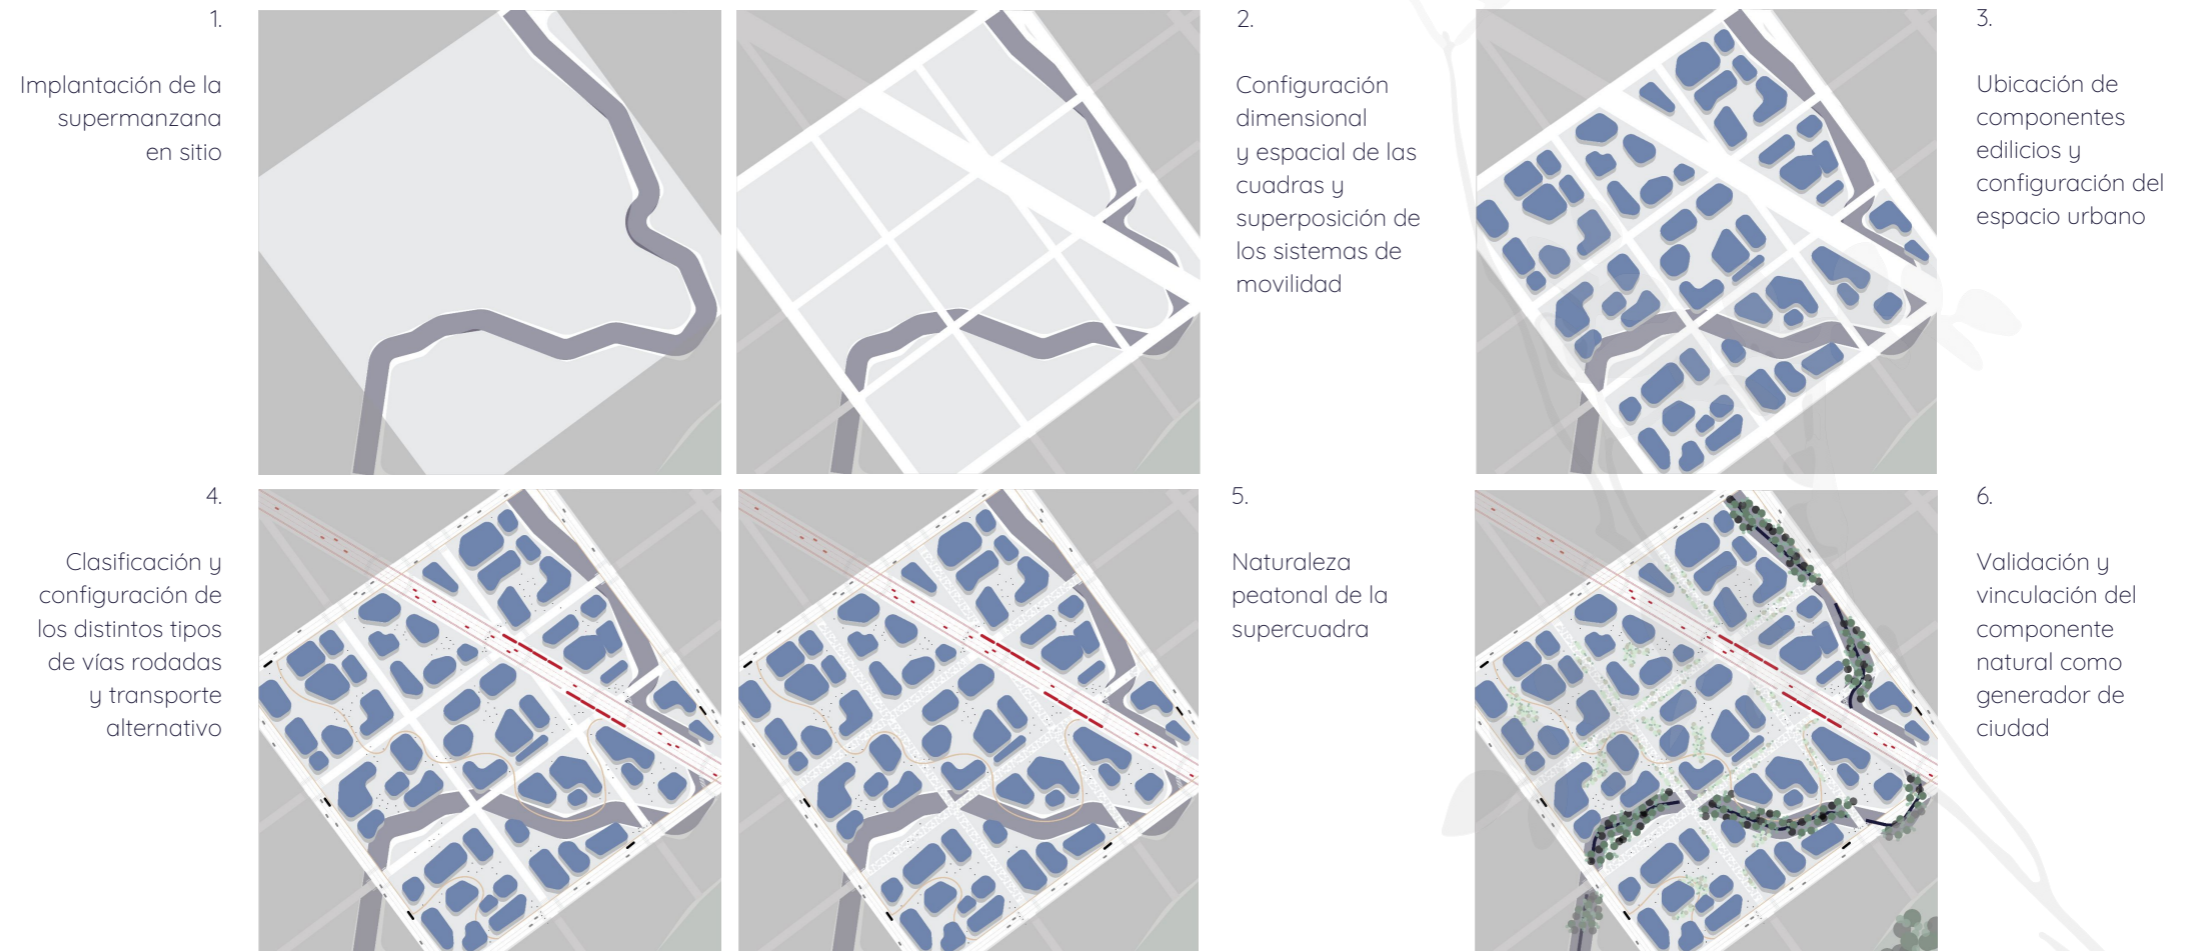 1.
Implantación de la
supermanzana
en sitio
2.
Configuración
dimensional
y espacial de las
cuadras y
superposición de
los sistemas de
movilidad
3.
Ubicación de
componentes
edilicios y
configuración del
espacio urbano
4.
Clasificación y
configuración de
los distintos tipos
de vías rodadas
y transporte
alternativo
5.
Naturaleza
peatonal de la
supercuadra
6.
Validación y
vinculación del
componente
natural como
generador de
ciudad